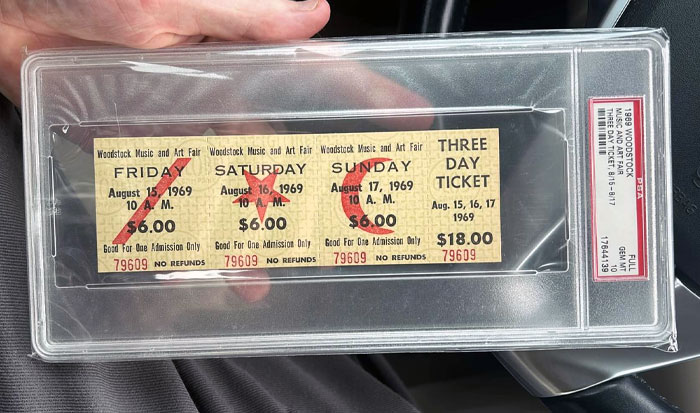 Woodstock Music and Art Fair
FRIDAY
August 15, 1969
10 A. M.
$6.00
Good For One Admission Only
79609 NO REFUNDS
Woodstock Music and Art Fair
SATURDAY
August 16, 1969
10 A. M.
$6.00
Good For One Admission Only
79609 NO REFUNDS
Woodstock Music and Art Fair
SUNDAY
August 17, 1969
10 A. M.
$6.00
Good For One Admission Only
79609 NO REFUNDS
THREE
DAY
TICKET
Aug. 15, 16, 17
1969
$18.00
79609
PSA
1969 WOODSTOCK
MUSIC AND ART FAIR
THREE DAY TICKET, 8/15-8/17
FULL
GEM MT
10
17644139